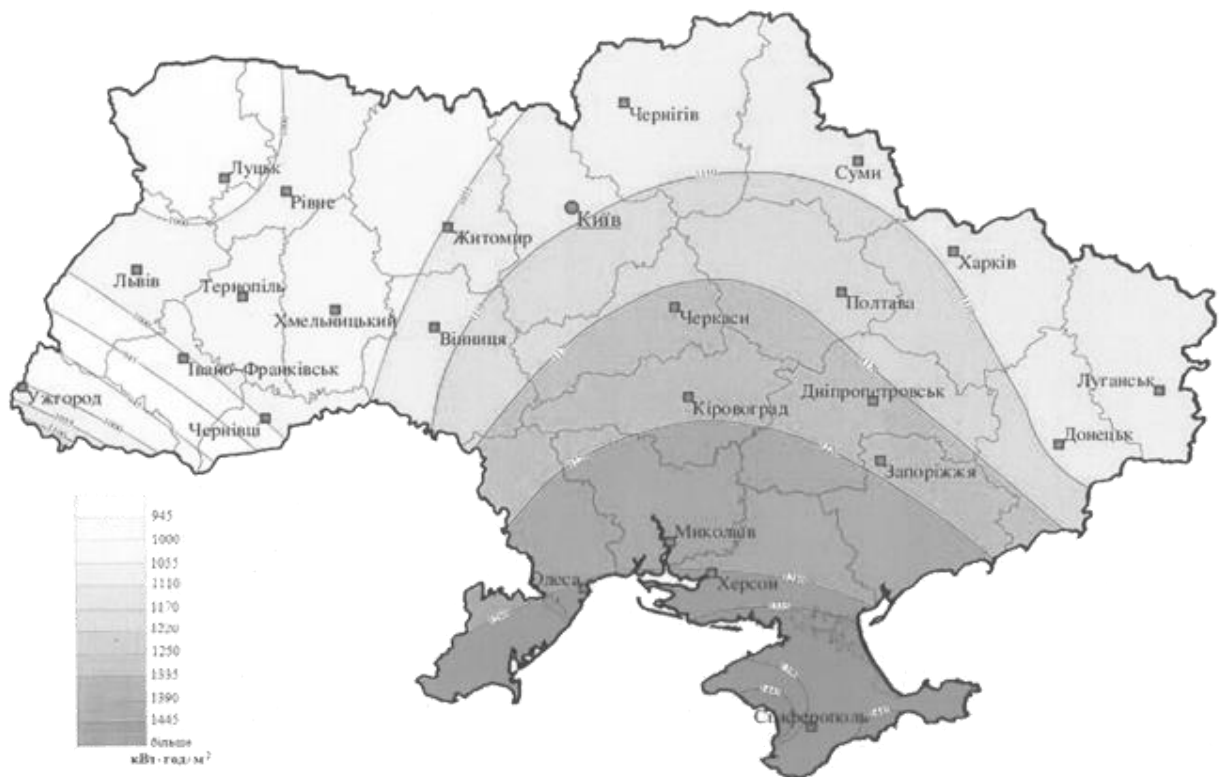 Чернігів
Суми
Луцьк
Рівне
1000
Київ
Житомир
Харків
Львів
Тернопіль
Хмельницький
Полтава
Черкаси
Вінниця
Івано-Франківськ
Ужгород
Луганськ
Дніпропетровськ
Кіровоград
Чернівці
Донецьк
1000
Запоріжжя
Миколаїв
Одеса
Херсон
Сімферополь
945
1000
1055
1110
1170
1220
1250
1335
1390
1445
більше
кВт·год/м²